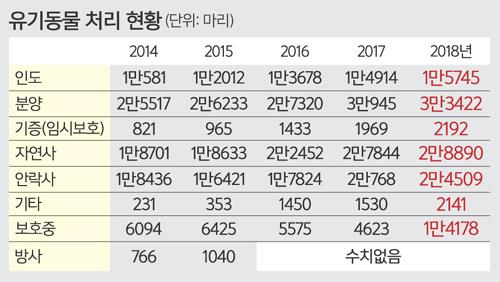 유기동물 처리 현황 (단위: 마리)
2014 2015 2016 2017 2018년
인도 1만581 1만2012 1만3678 1만4914 1만5745
분양 2만5517 2만6233 2만7320 3만945 3만3422
기증(임시보호) 821 965 1433 1969 2192
자연사 1만8701 1만8633 2만2452 2만7844 2만8890
안락사 1만8436 1만6421 1만7824 2만768 2만4509
기타 231 353 1450 1530 2141
보호중 6094 6425 5575 4623 1만4178
방사 766 1040 수치없음